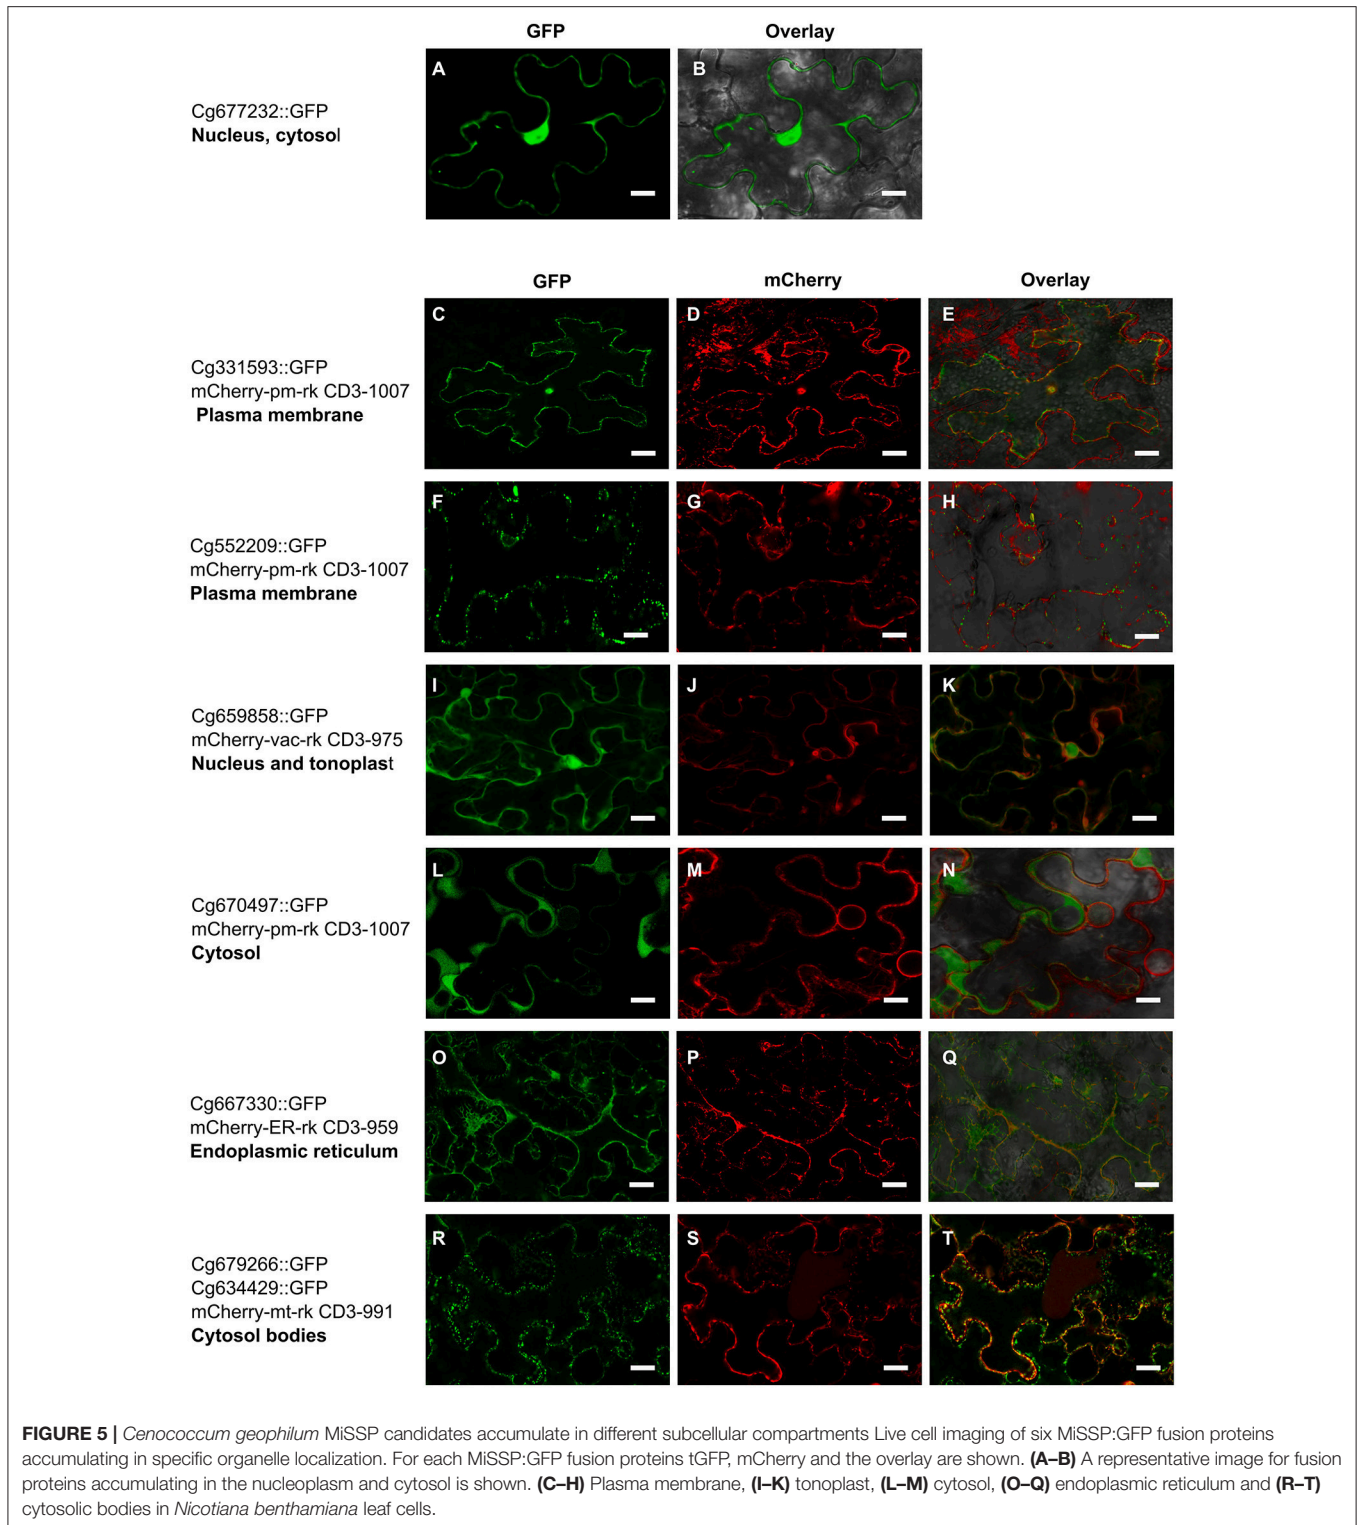 GFP Overlay
A B
Cg677232::GFP
Nucleus, cytosol
GFP mCherry Overlay
C D E
Cg331593::GFP
mCherry-pm-rk CD3-1007
Plasma membrane
F G H
Cg552209::GFP
mCherry-pm-rk CD3-1007
Plasma membrane
I J K
Cg659858::GFP
mCherry-vac-rk CD3-975
Nucleus and tonoplast
L M N
Cg670497::GFP
mCherry-pm-rk CD3-1007
Cytosol
O P Q
Cg667330::GFP
mCherry-ER-rk CD3-959
Endoplasmic reticulum
R S T
Cg679266::GFP
Cg634429::GFP
mCherry-mt-rk CD3-991
Cytosol bodies
FIGURE 5 | Cenococcum geophilum MiSSP candidates accumulate in different subcellular compartments Live cell imaging of six MiSSP:GFP fusion proteins
accumulating in specific organelle localization. For each MiSSP:GFP fusion proteins tGFP, mCherry and the overlay are shown. (A–B) A representative image for fusion
proteins accumulating in the nucleoplasm and cytosol is shown. (C–H) Plasma membrane, (I–K) tonoplast, (L–M) cytosol, (O–Q) endoplasmic reticulum and (R–T)
cytosolic bodies in Nicotiana benthamiana leaf cells.